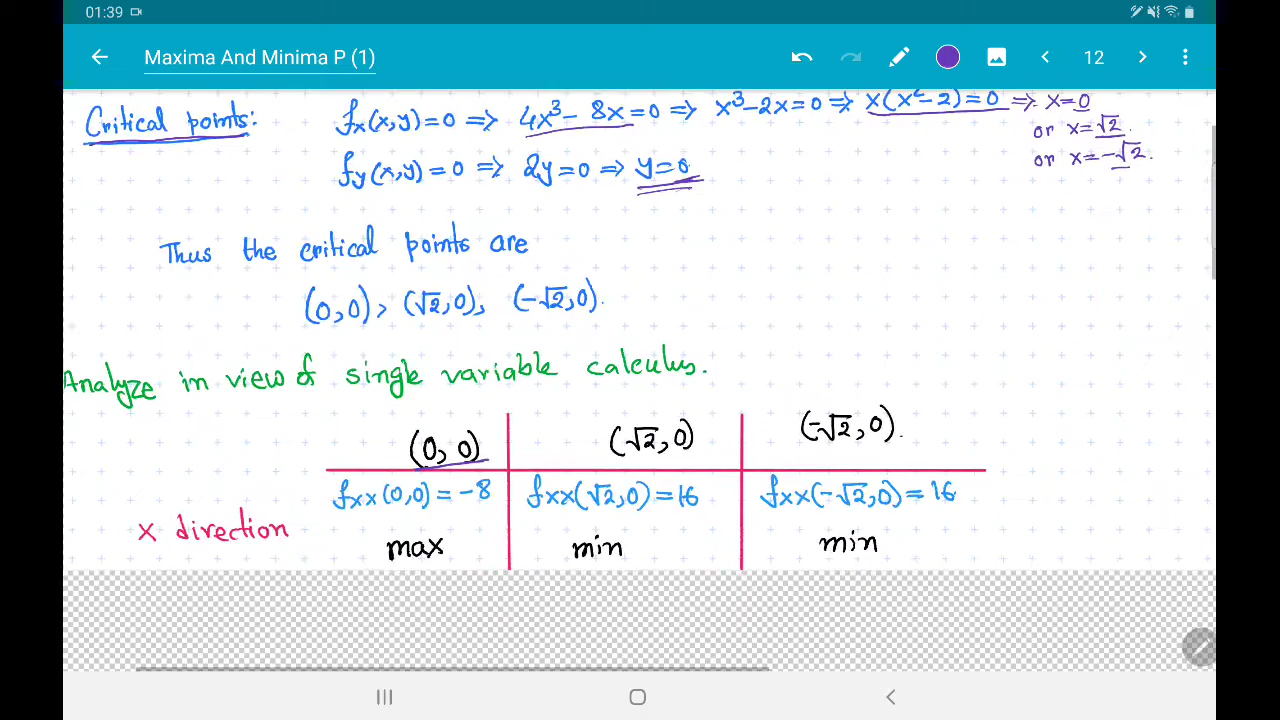 01:39
Maxima And Minima P (1)
12
Critical points: fx(x,y)=0 ⇒ 4x³-8x=0 ⇒ x³-2x=0 ⇒ x(x²-2)=0 ⇒ x=0
or x=√2.
or x=-√2.
fy(x,y)=0 ⇒ 2y=0 ⇒ y=0
Thus the critical points are
(0,0), (√2,0), (-√2,0).
Analyze in view of single variable calculus.
(0,0) (√2,0) (-√2,0).
fxx(0,0)=-8 fxx(√2,0)=16 fxx(-√2,0)=16
x direction
max min min